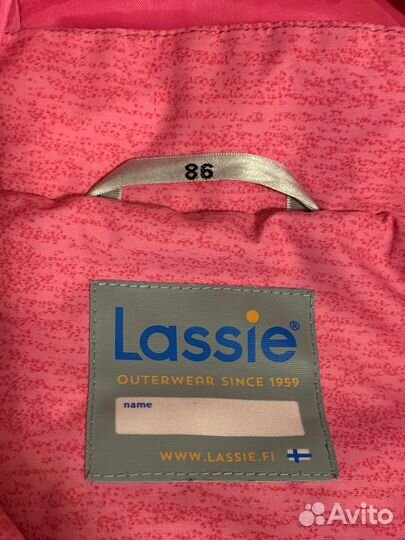 86
Lassie®
OUTERWEAR SINCE 1959
name
WWW.LASSIE.FI
Avito